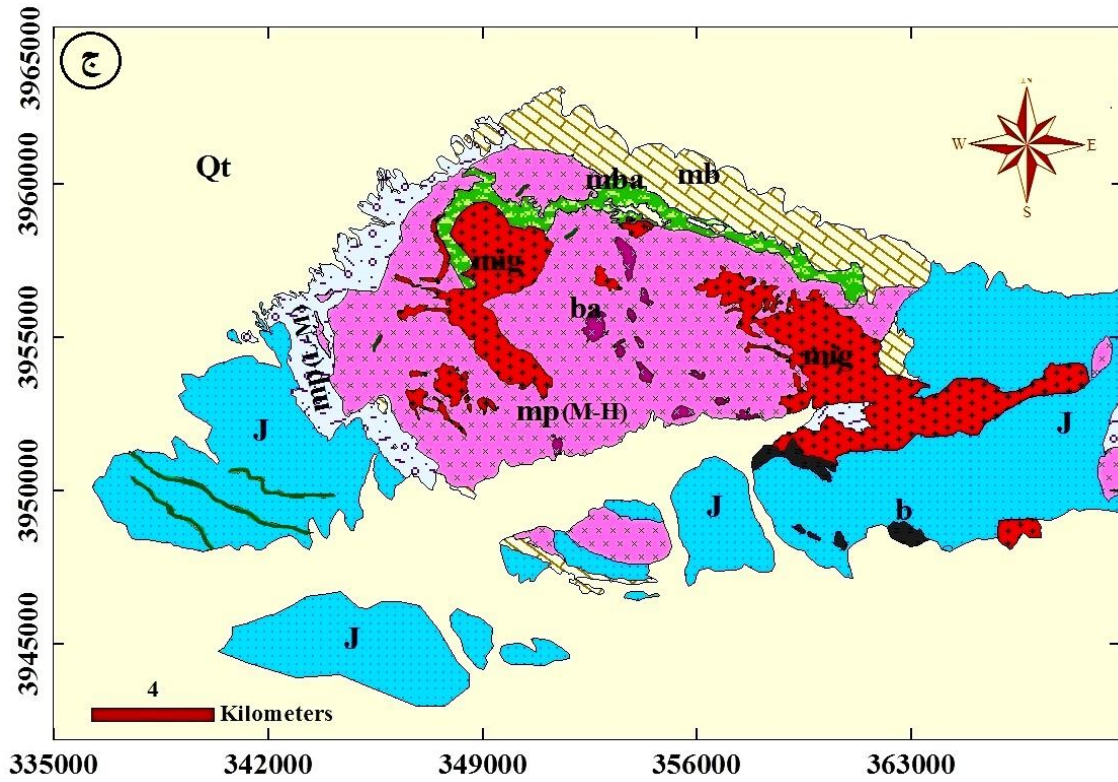 ج
N
W
E
S
Qt
mb
mba
mig
ba
mig
mp(L-M)
mp(M-H)
J
J
J
b
J
4
Kilometers
3965000
3960000
3955000
3950000
3945000
335000
342000
349000
356000
363000